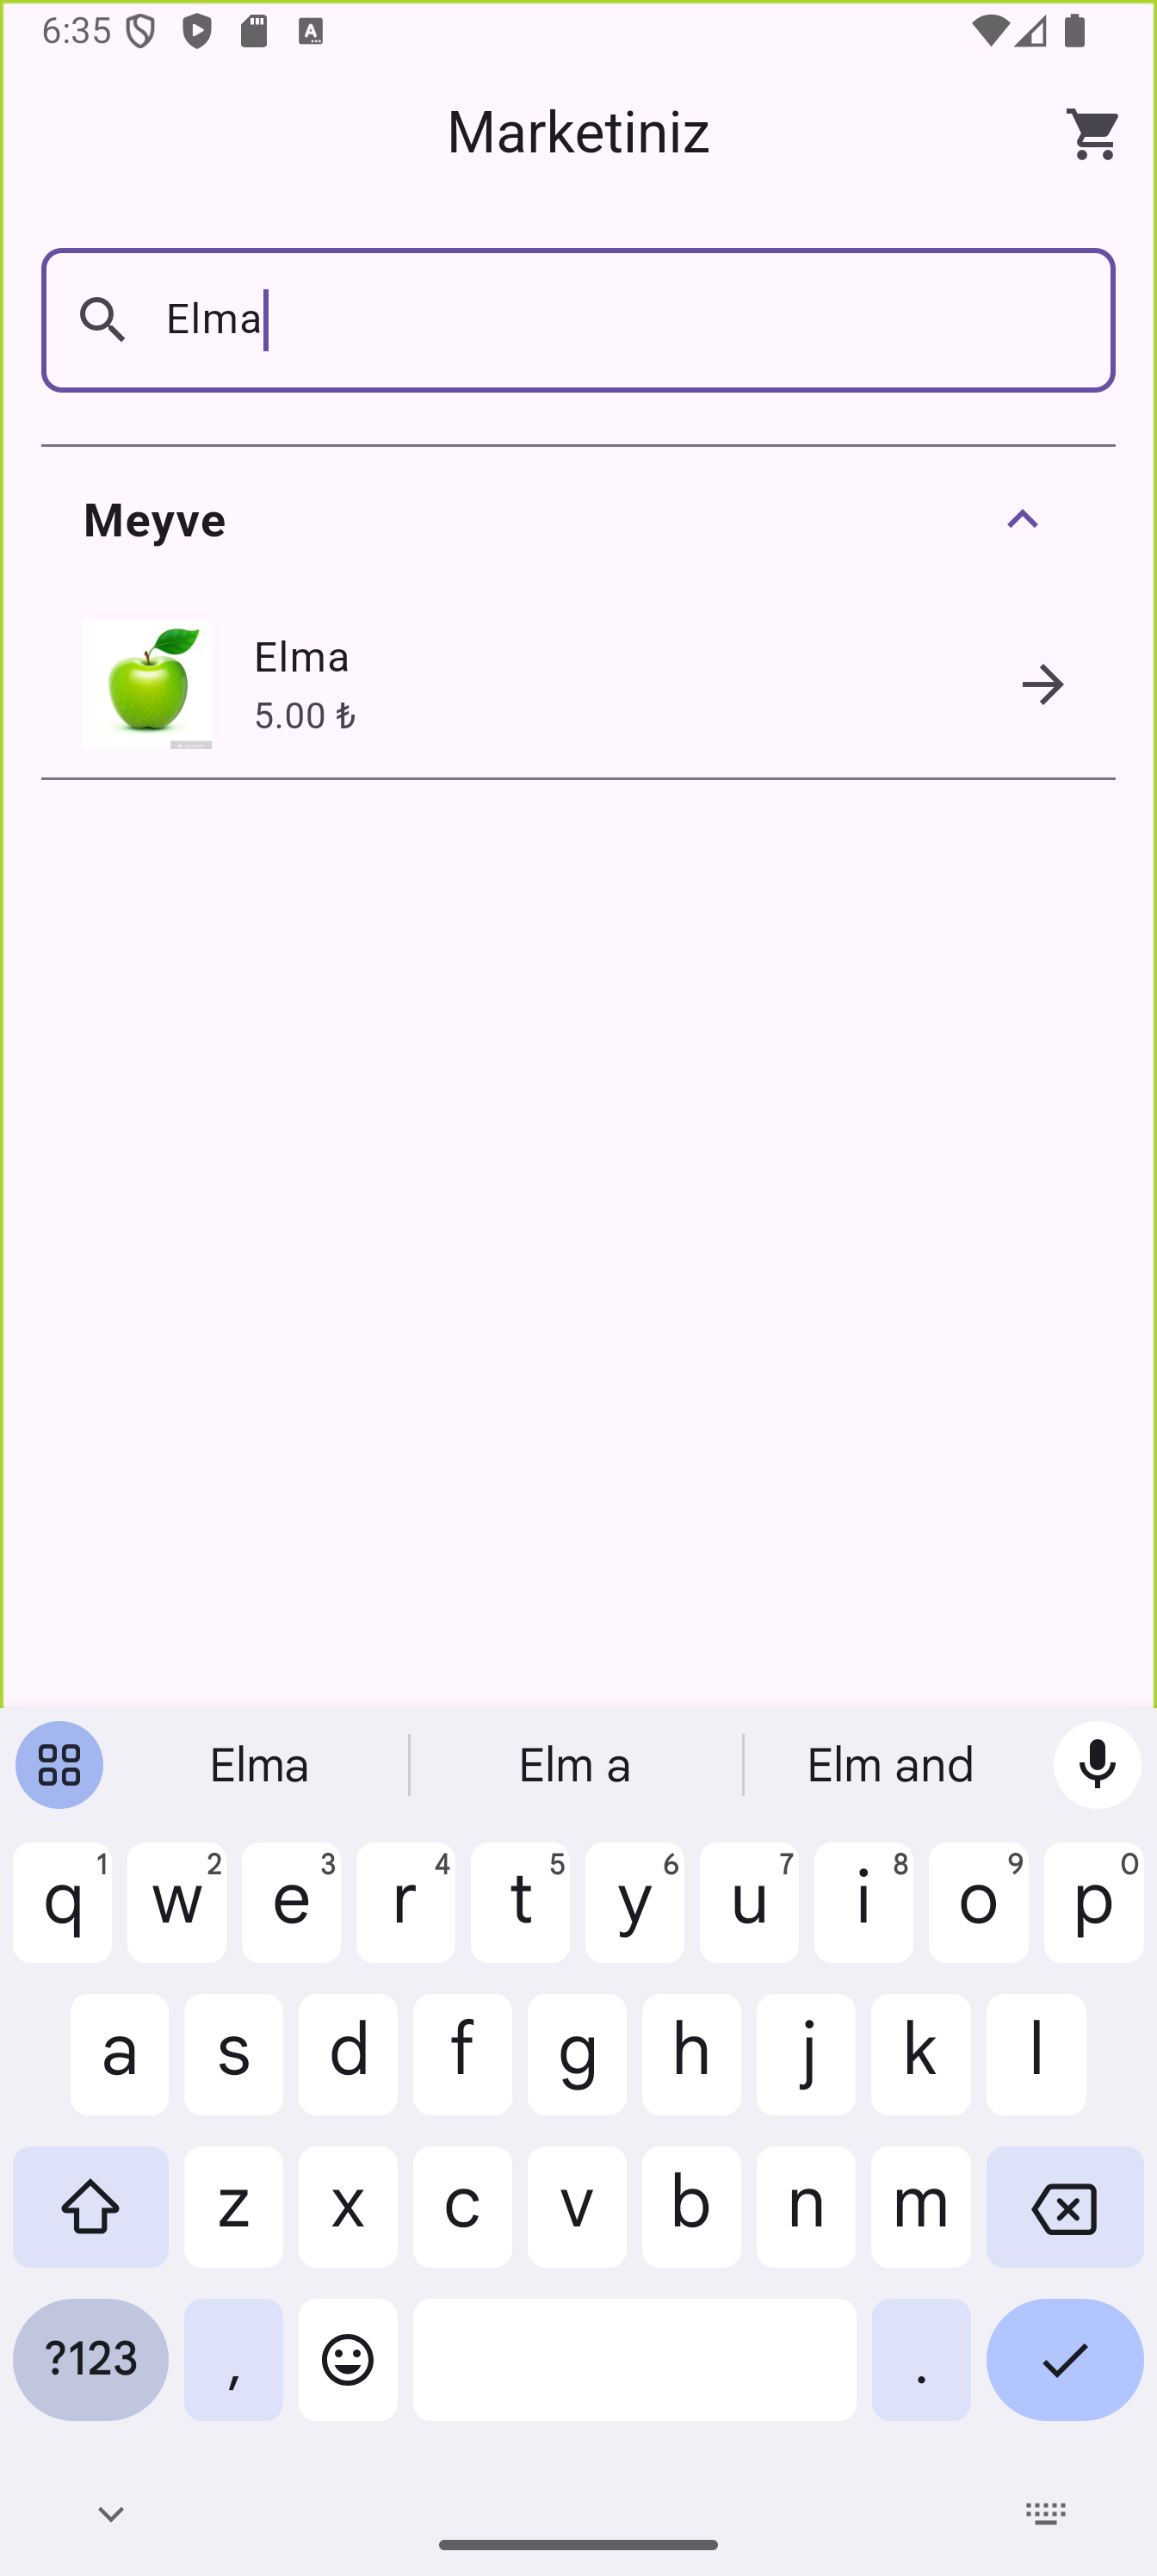 6:35
Marketiniz
Elma
Meyve
Elma
5.00 ₺
Elma Elm a Elm and
q 1 w 2 e 3 r 4 t 5 y 6 u 7 i 8 o 9 p 0
a s d f g h j k l
z x c v b n m
?123 , .